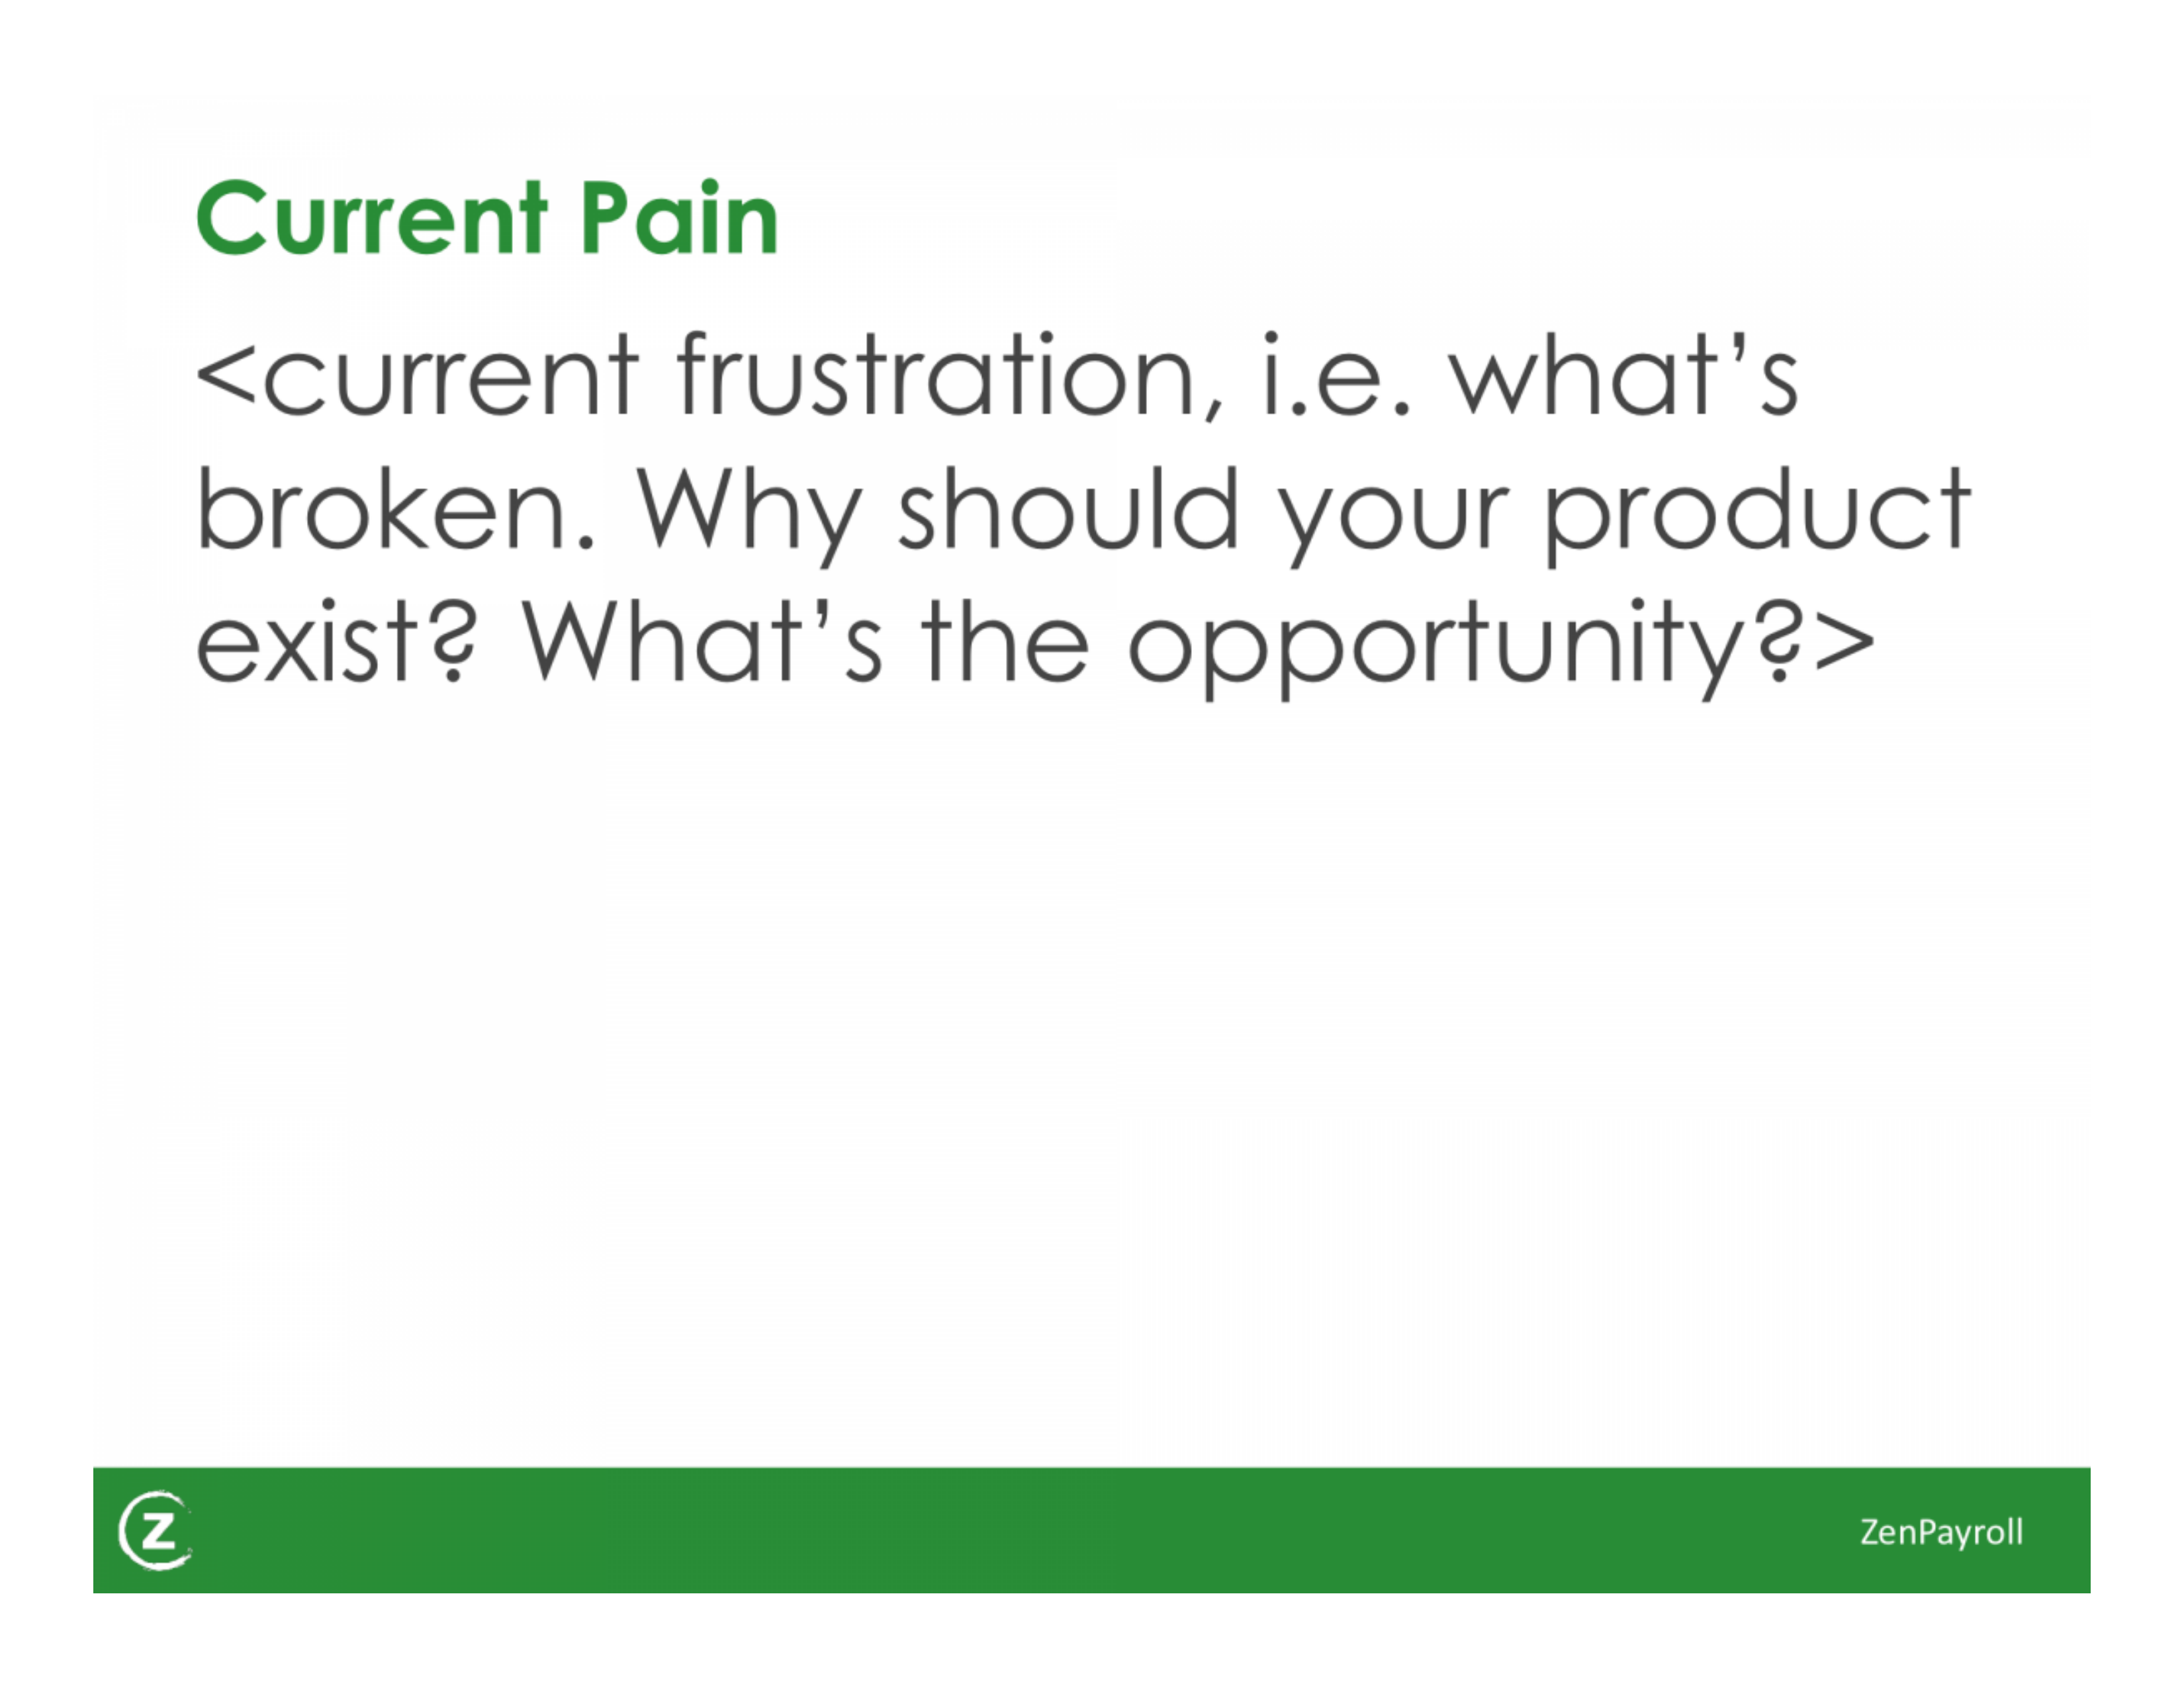 Current Pain
<current frustration, i.e. what’s
broken. Why should your product
exist? What’s the opportunity?>
Z
ZenPayroll